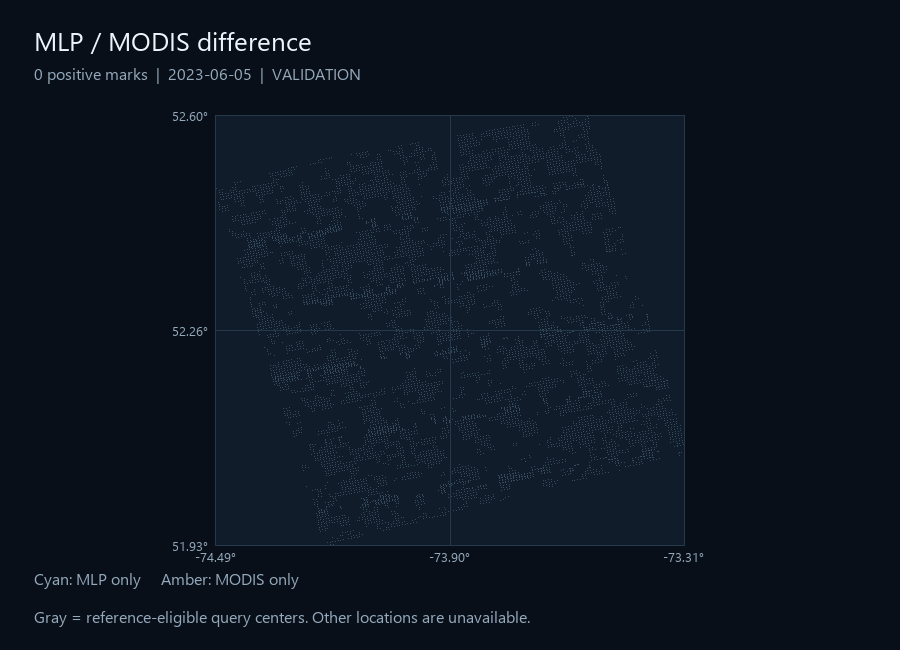 MLP / MODIS difference
0 positive marks | 2023-06-05 | VALIDATION
52.60°
52.26°
51.93°
-74.49°
-73.90°
-73.31°
Cyan: MLP only Amber: MODIS only
Gray = reference-eligible query centers. Other locations are unavailable.